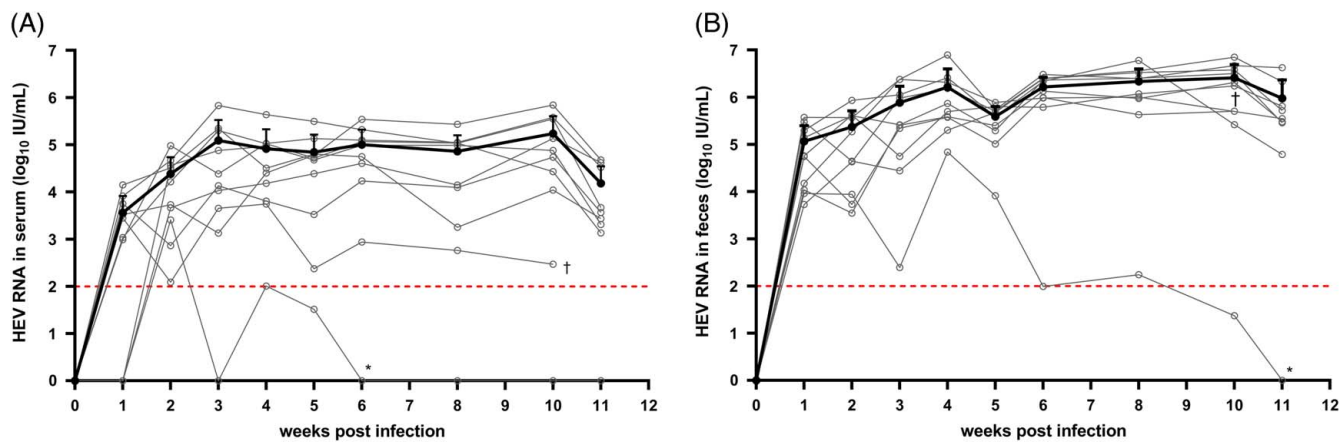 (A)
HEV RNA in serum (log10 IU/mL)
7
6
5
4
3
2
1
0
†
*
0 1 2 3 4 5 6 7 8 9 10 11 12
weeks post infection
(B)
HEV RNA in feces (log10 IU/mL)
7
6
5
4
3
2
1
0
†
*
0 1 2 3 4 5 6 7 8 9 10 11 12
weeks post infection